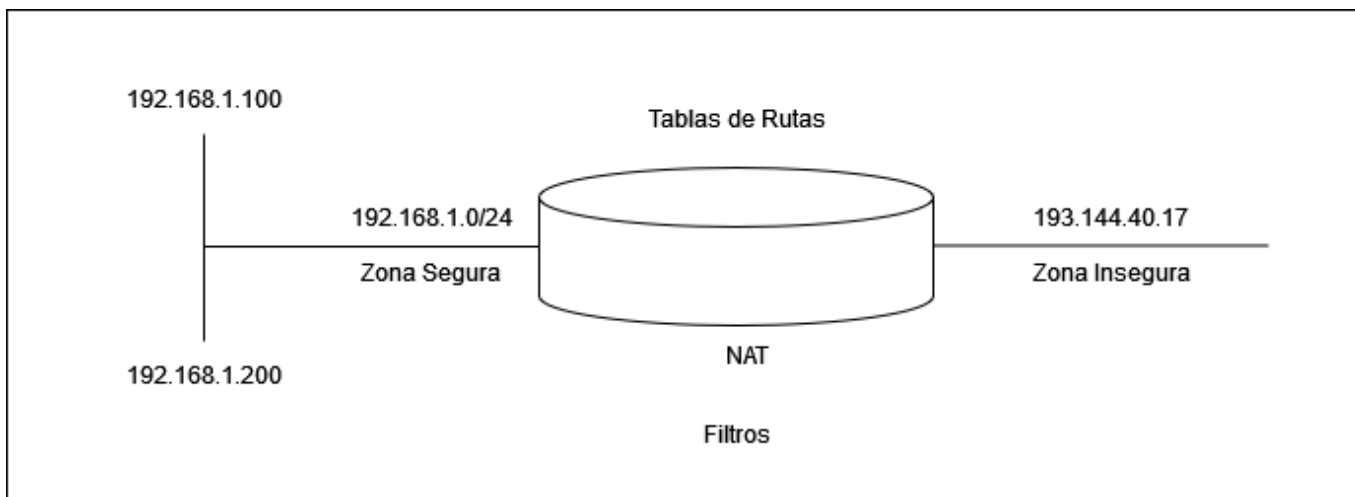 192.168.1.100
Tablas de Rutas
192.168.1.0/24
193.144.40.17
Zona Segura
Zona Insegura
NAT
192.168.1.200
Filtros